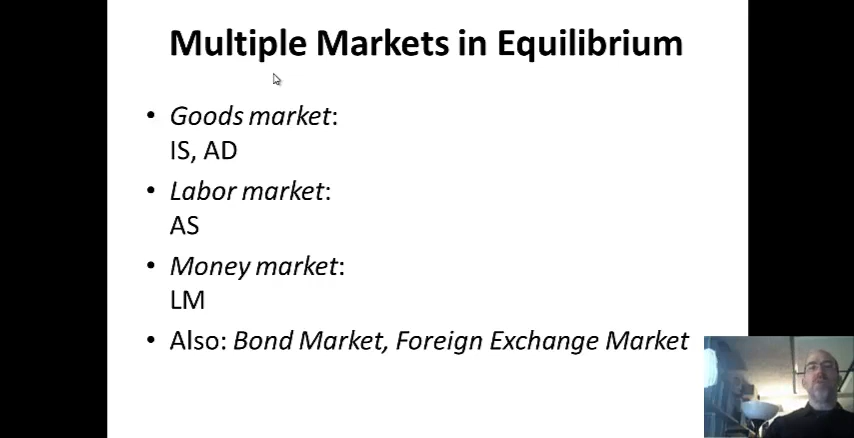 Multiple Markets in Equilibrium
• Goods market:
IS, AD
• Labor market:
AS
• Money market:
LM
• Also: Bond Market, Foreign Exchange Market